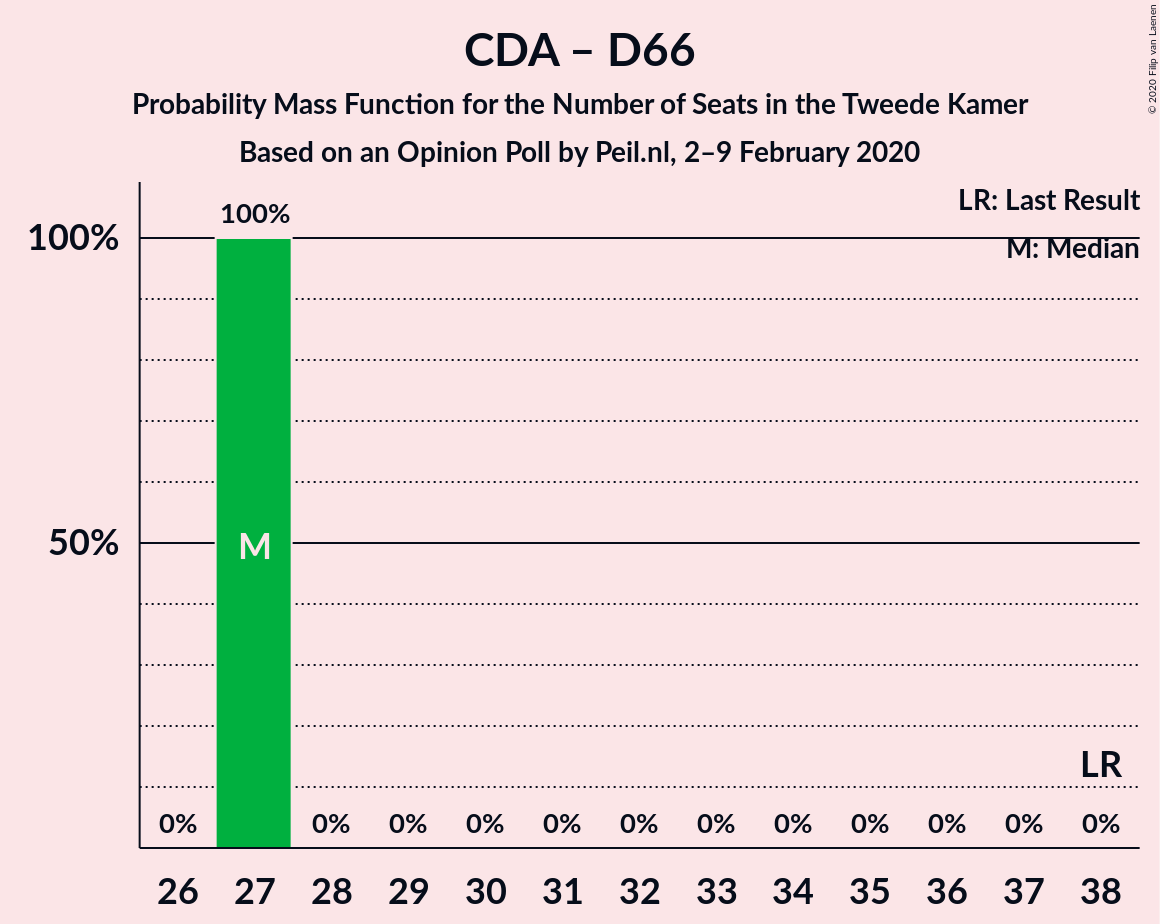 CDA – D66
Probability Mass Function for the Number of Seats in the Tweede Kamer
Based on an Opinion Poll by Peil.nl, 2–9 February 2020
© 2020 Filip van Laenen
LR: Last Result
M: Median
100%
100%
50%
M
LR
0% 0% 0% 0% 0% 0% 0% 0% 0% 0% 0% 0%
26 27 28 29 30 31 32 33 34 35 36 37 38